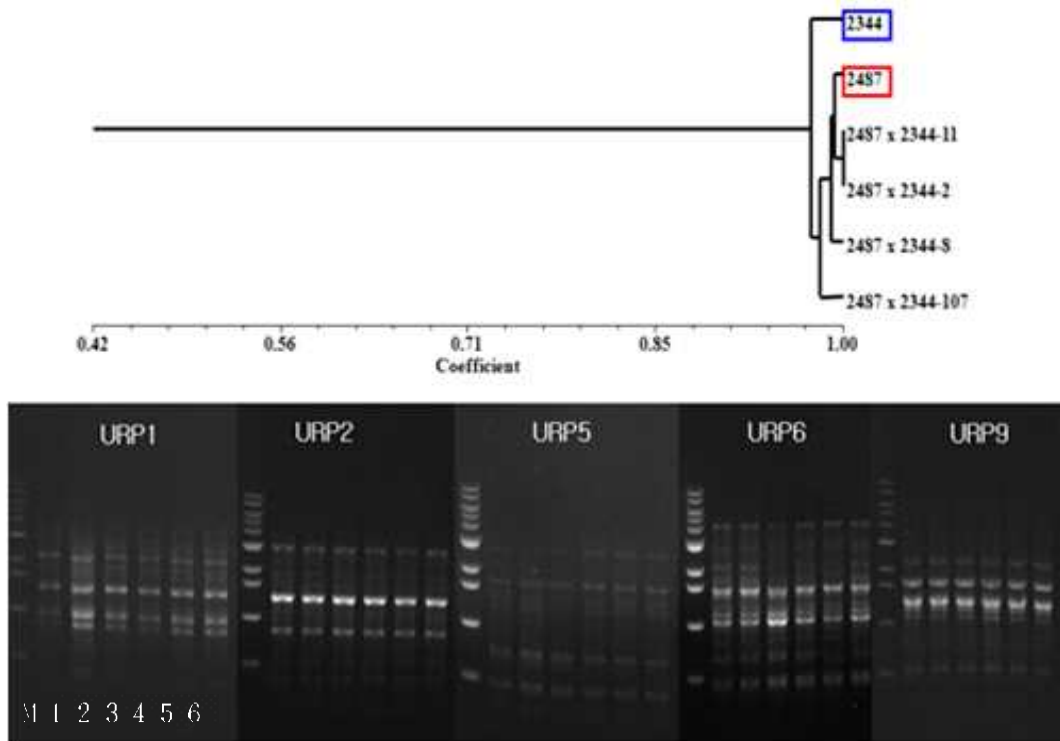 2344
2487
2487 x 2344-11
2487 x 2344-2
2487 x 2344-8
2487 x 2344-107
0.42 0.56 0.71 0.85 1.00
Coefficient
URP1 URP2 URP5 URP6 URP9
M 1 2 3 4 5 6